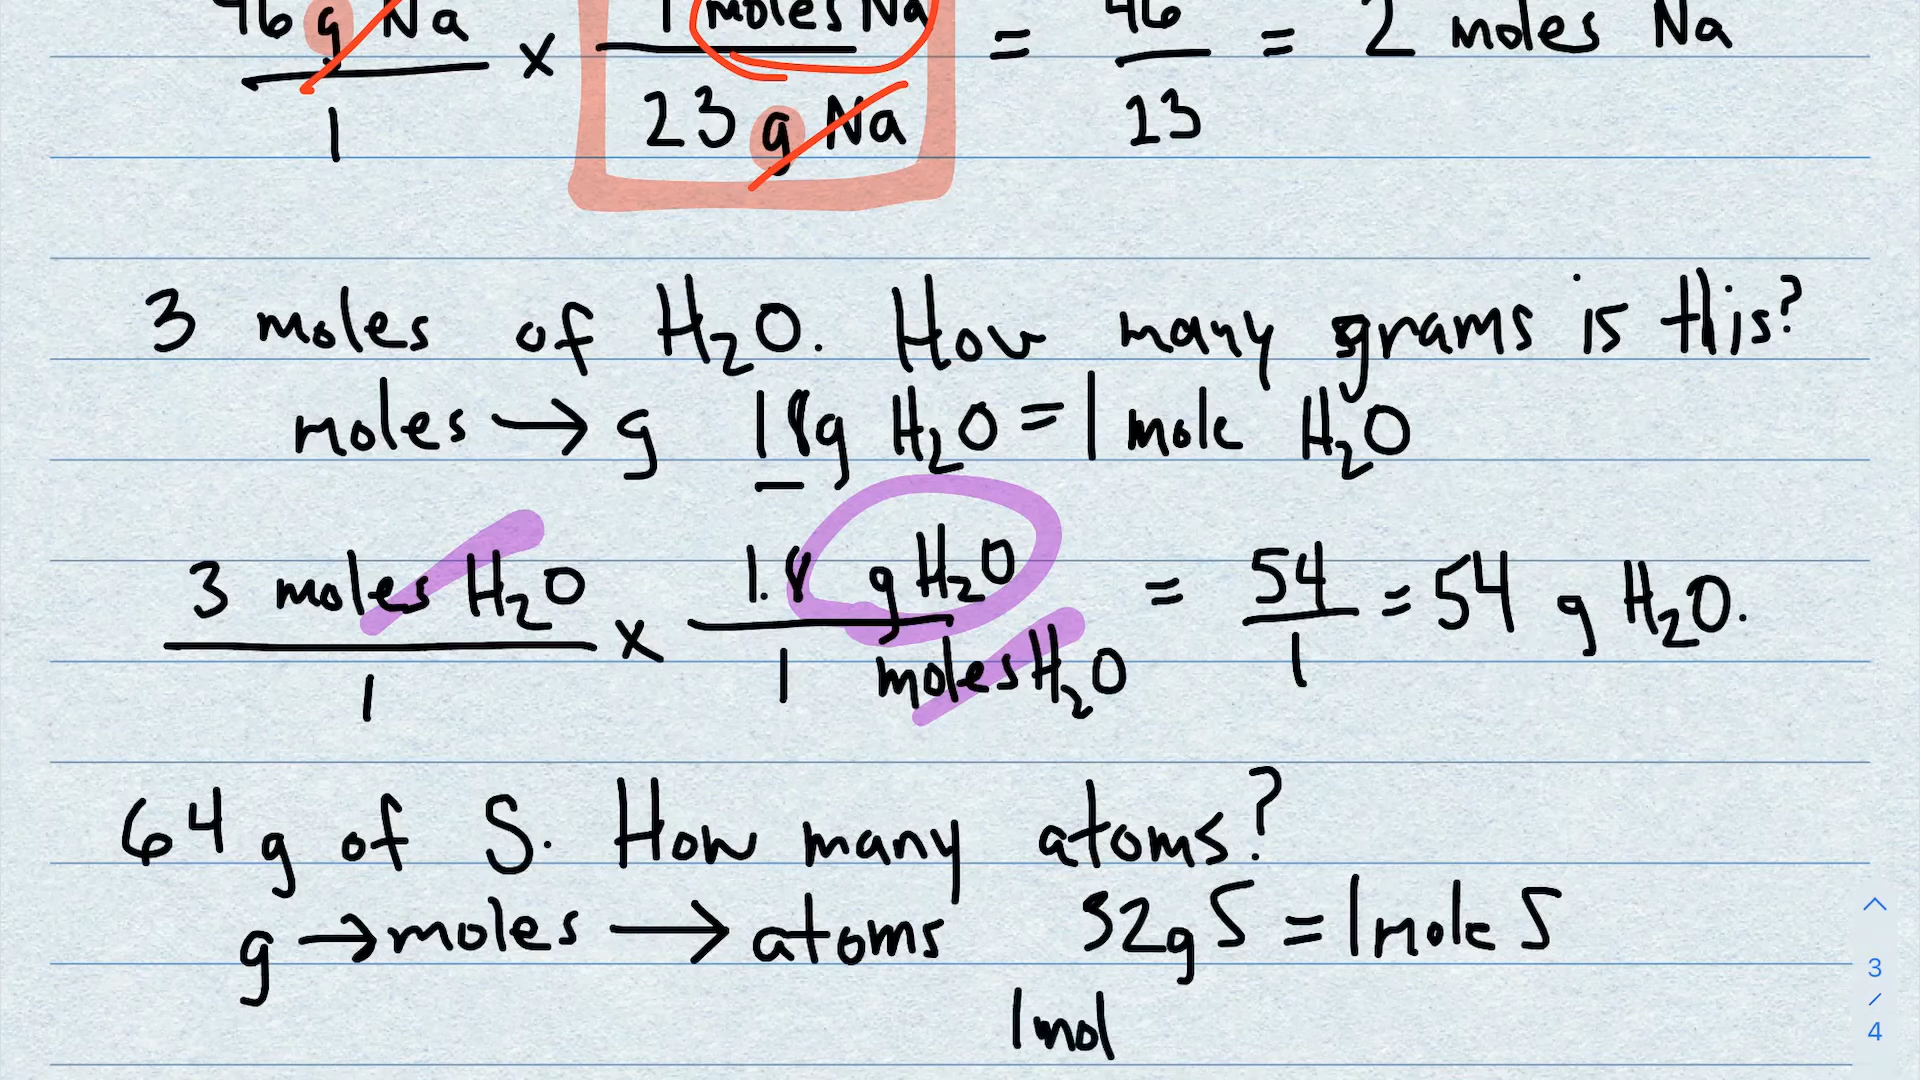 46 g Na × 1 moles Na = 46 = 2 moles Na
1 23 g Na 23
3 moles of H2O. How many grams is this?
moles → g 18g H2O = 1 mole H2O
3 moles H2O × 18 g H2O = 54 = 54 g H2O.
1 1 moles H2O 1
64 g of S. How many atoms?
g → moles → atoms 32g S = 1 mole S
1 mol
3
/
4